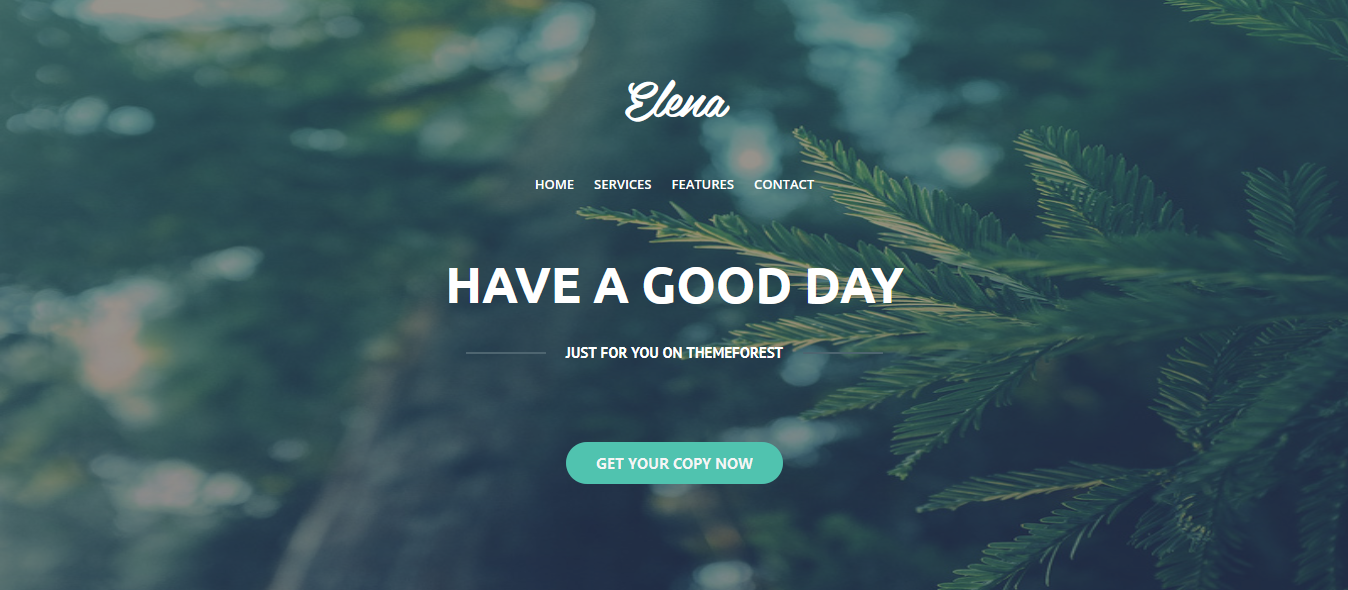 Elena
HOME SERVICES FEATURES CONTACT
HAVE A GOOD DAY
JUST FOR YOU ON THEMEFOREST
GET YOUR COPY NOW